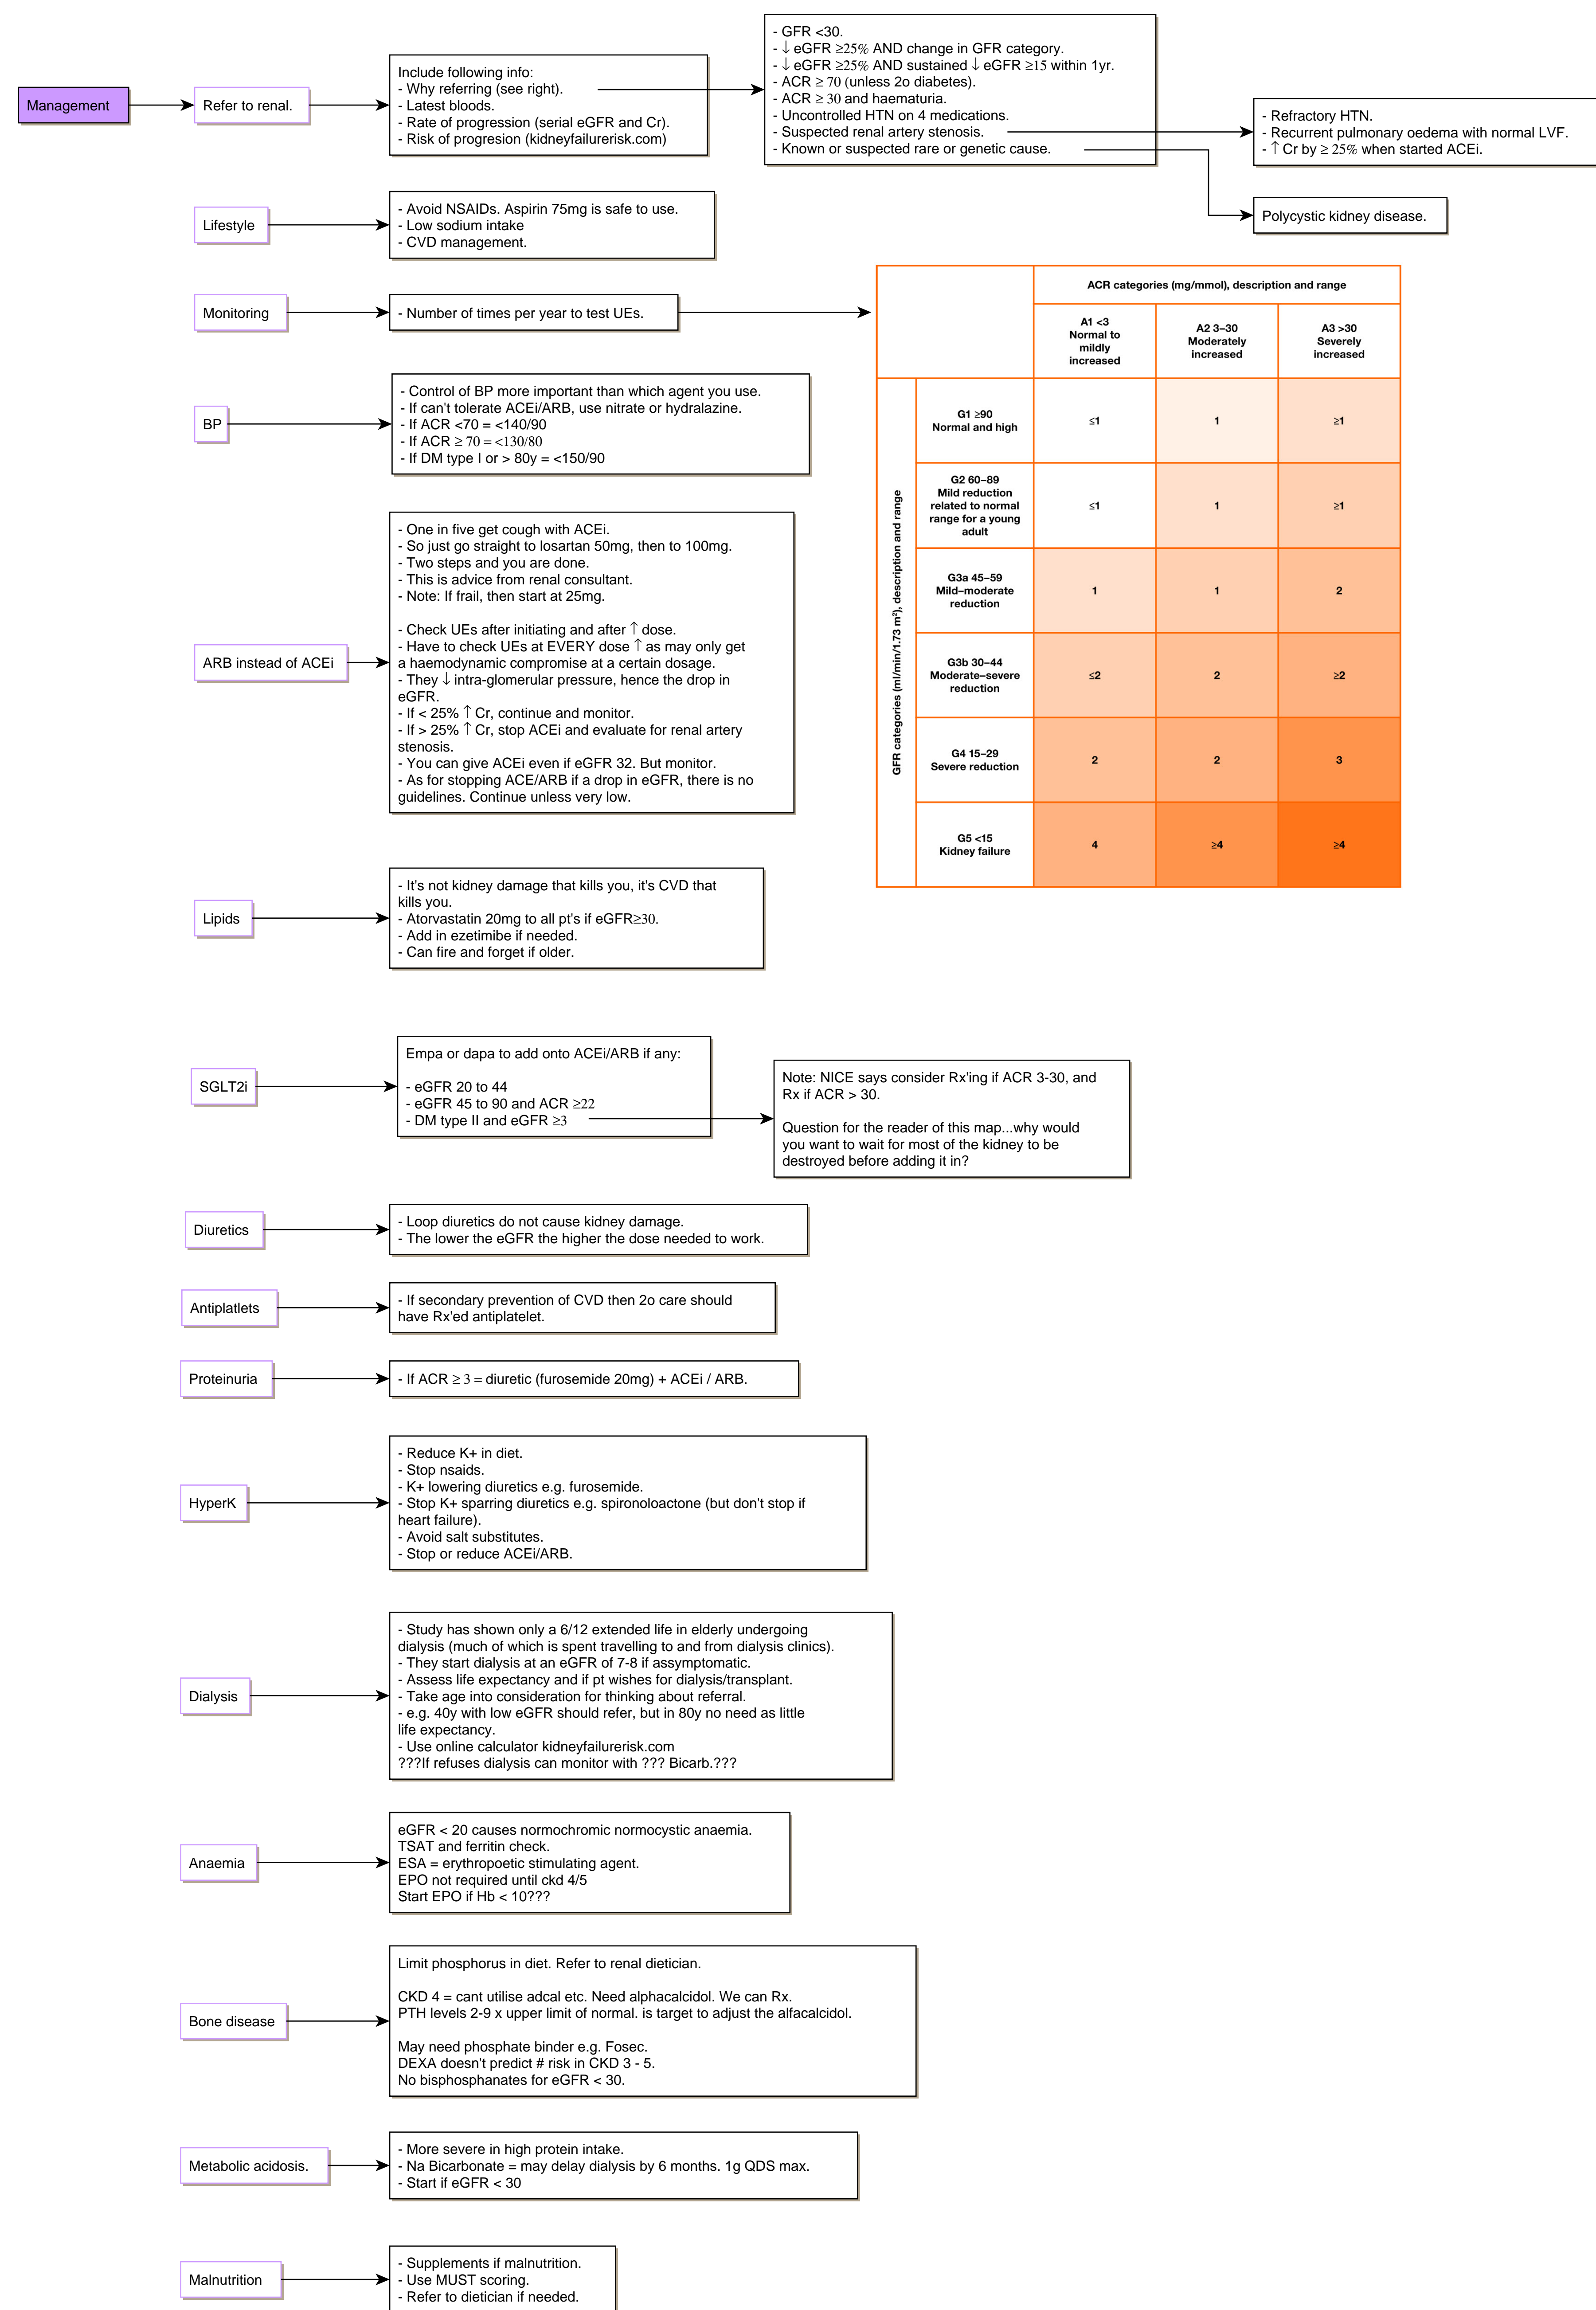 Management
Refer to renal.
Include following info:
- Why referring (see right).
- Latest bloods.
- Rate of progression (serial eGFR and Cr).
- Risk of progresion (kidneyfailurerisk.com)
- GFR <30.
- ↓ eGFR ≥25% AND change in GFR category.
- ↓ eGFR ≥25% AND sustained ↓ eGFR ≥15 within 1yr.
- ACR ≥ 70 (unless 2o diabetes).
- ACR ≥ 30 and haematuria.
- Uncontrolled HTN on 4 medications.
- Suspected renal artery stenosis.
- Known or suspected rare or genetic cause.
- Refractory HTN.
- Recurrent pulmonary oedema with normal LVF.
- ↑ Cr by ≥ 25% when started ACEi.
Polycystic kidney disease.
Lifestyle
- Avoid NSAIDs. Aspirin 75mg is safe to use.
- Low sodium intake
- CVD management.
Monitoring
- Number of times per year to test UEs.
ACR categories (mg/mmol), description and range
A1 <3
Normal to
mildly
increased
A2 3–30
Moderately
increased
A3 >30
Severely
increased
GFR categories (ml/min/1.73 m²), description and range
G1 ≥90
Normal and high
≤1
1
≥1
G2 60–89
Mild reduction
related to normal
range for a young
adult
≤1
1
≥1
G3a 45–59
Mild–moderate
reduction
1
1
2
G3b 30–44
Moderate–severe
reduction
≤2
2
≥2
G4 15–29
Severe reduction
2
2
3
G5 <15
Kidney failure
4
≥4
≥4
BP
- Control of BP more important than which agent you use.
- If can't tolerate ACEi/ARB, use nitrate or hydralazine.
- If ACR <70 = <140/90
- If ACR ≥ 70 = <130/80
- If DM type I or > 80y = <150/90
ARB instead of ACEi
- One in five get cough with ACEi.
- So just go straight to losartan 50mg, then to 100mg.
- Two steps and you are done.
- This is advice from renal consultant.
- Note: If frail, then start at 25mg.
- Check UEs after initiating and after ↑ dose.
- Have to check UEs at EVERY dose ↑ as may only get
a haemodynamic compromise at a certain dosage.
- They ↓ intra-glomerular pressure, hence the drop in
eGFR.
- If < 25% ↑ Cr, continue and monitor.
- If > 25% ↑ Cr, stop ACEi and evaluate for renal artery
stenosis.
- You can give ACEi even if eGFR 32. But monitor.
- As for stopping ACE/ARB if a drop in eGFR, there is no
guidelines. Continue unless very low.
Lipids
- It's not kidney damage that kills you, it's CVD that
kills you.
- Atorvastatin 20mg to all pt's if eGFR≥30.
- Add in ezetimibe if needed.
- Can fire and forget if older.
SGLT2i
Empa or dapa to add onto ACEi/ARB if any:
- eGFR 20 to 44
- eGFR 45 to 90 and ACR ≥22
- DM type II and eGFR ≥3
Note: NICE says consider Rx'ing if ACR 3-30, and
Rx if ACR > 30.
Question for the reader of this map...why would
you want to wait for most of the kidney to be
destroyed before adding it in?
Diuretics
- Loop diuretics do not cause kidney damage.
- The lower the eGFR the higher the dose needed to work.
Antiplatlets
- If secondary prevention of CVD then 2o care should
have Rx'ed antiplatelet.
Proteinuria
- If ACR ≥ 3 = diuretic (furosemide 20mg) + ACEi / ARB.
HyperK
- Reduce K+ in diet.
- Stop nsaids.
- K+ lowering diuretics e.g. furosemide.
- Stop K+ sparring diuretics e.g. spironoloactone (but don't stop if
heart failure).
- Avoid salt substitutes.
- Stop or reduce ACEi/ARB.
Dialysis
- Study has shown only a 6/12 extended life in elderly undergoing
dialysis (much of which is spent travelling to and from dialysis clinics).
- They start dialysis at an eGFR of 7-8 if assymptomatic.
- Assess life expectancy and if pt wishes for dialysis/transplant.
- Take age into consideration for thinking about referral.
- e.g. 40y with low eGFR should refer, but in 80y no need as little
life expectancy.
- Use online calculator kidneyfailurerisk.com
???If refuses dialysis can monitor with ??? Bicarb.???
Anaemia
eGFR < 20 causes normochromic normocystic anaemia.
TSAT and ferritin check.
ESA = erythropoetic stimulating agent.
EPO not required until ckd 4/5
Start EPO if Hb < 10???
Bone disease
Limit phosphorus in diet. Refer to renal dietician.
CKD 4 = cant utilise adcal etc. Need alphacalcidol. We can Rx.
PTH levels 2-9 x upper limit of normal. is target to adjust the alfacalcidol.
May need phosphate binder e.g. Fosec.
DEXA doesn't predict # risk in CKD 3 - 5.
No bisphosphanates for eGFR < 30.
Metabolic acidosis.
- More severe in high protein intake.
- Na Bicarbonate = may delay dialysis by 6 months. 1g QDS max.
- Start if eGFR < 30
Malnutrition
- Supplements if malnutrition.
- Use MUST scoring.
- Refer to dietician if needed.